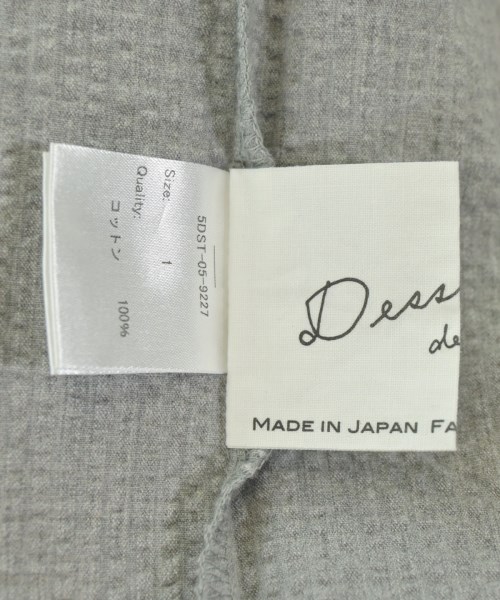 5DST-05-9227
Size: 1
Quality:
コットン 100%
Dess
de
MADE IN JAPAN FA